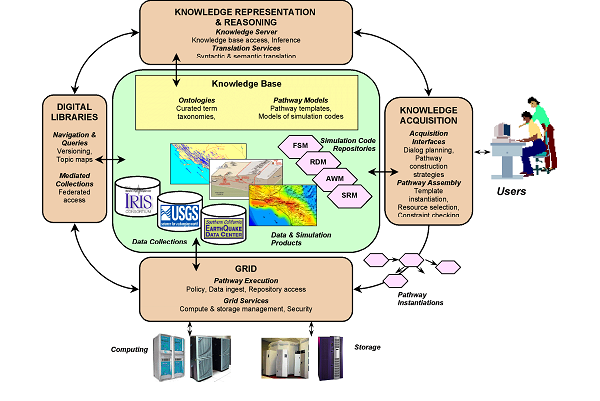 KNOWLEDGE REPRESENTATION
& REASONING
Knowledge Server
Knowledge base access, Inference
Translation Services
Syntactic & semantic translation
Knowledge Base
Ontologies
Curated term
taxonomies,
Pathway Models
Pathway templates,
Models of simulation codes
DIGITAL
LIBRARIES
Navigation &
Queries
Versioning,
Topic maps
Mediated
Collections
Federated
access
Simulation Code
Repositories
FSM
RDM
AWM
SRM
IRIS
CONSORTIUM
USGS
Southern California
EARTHQUAKE
DATA CENTER
Data Collections
Data & Simulation
Products
KNOWLEDGE
ACQUISITION
Acquisition
Interfaces
Dialog planning,
Pathway
construction
strategies
Pathway Assembly
Template
instantiation,
Resource selection,
Constraint checking
Users
GRID
Pathway Execution
Policy, Data ingest, Repository access
Grid Services
Compute & storage management, Security
Pathway
Instantiations
Computing
Storage